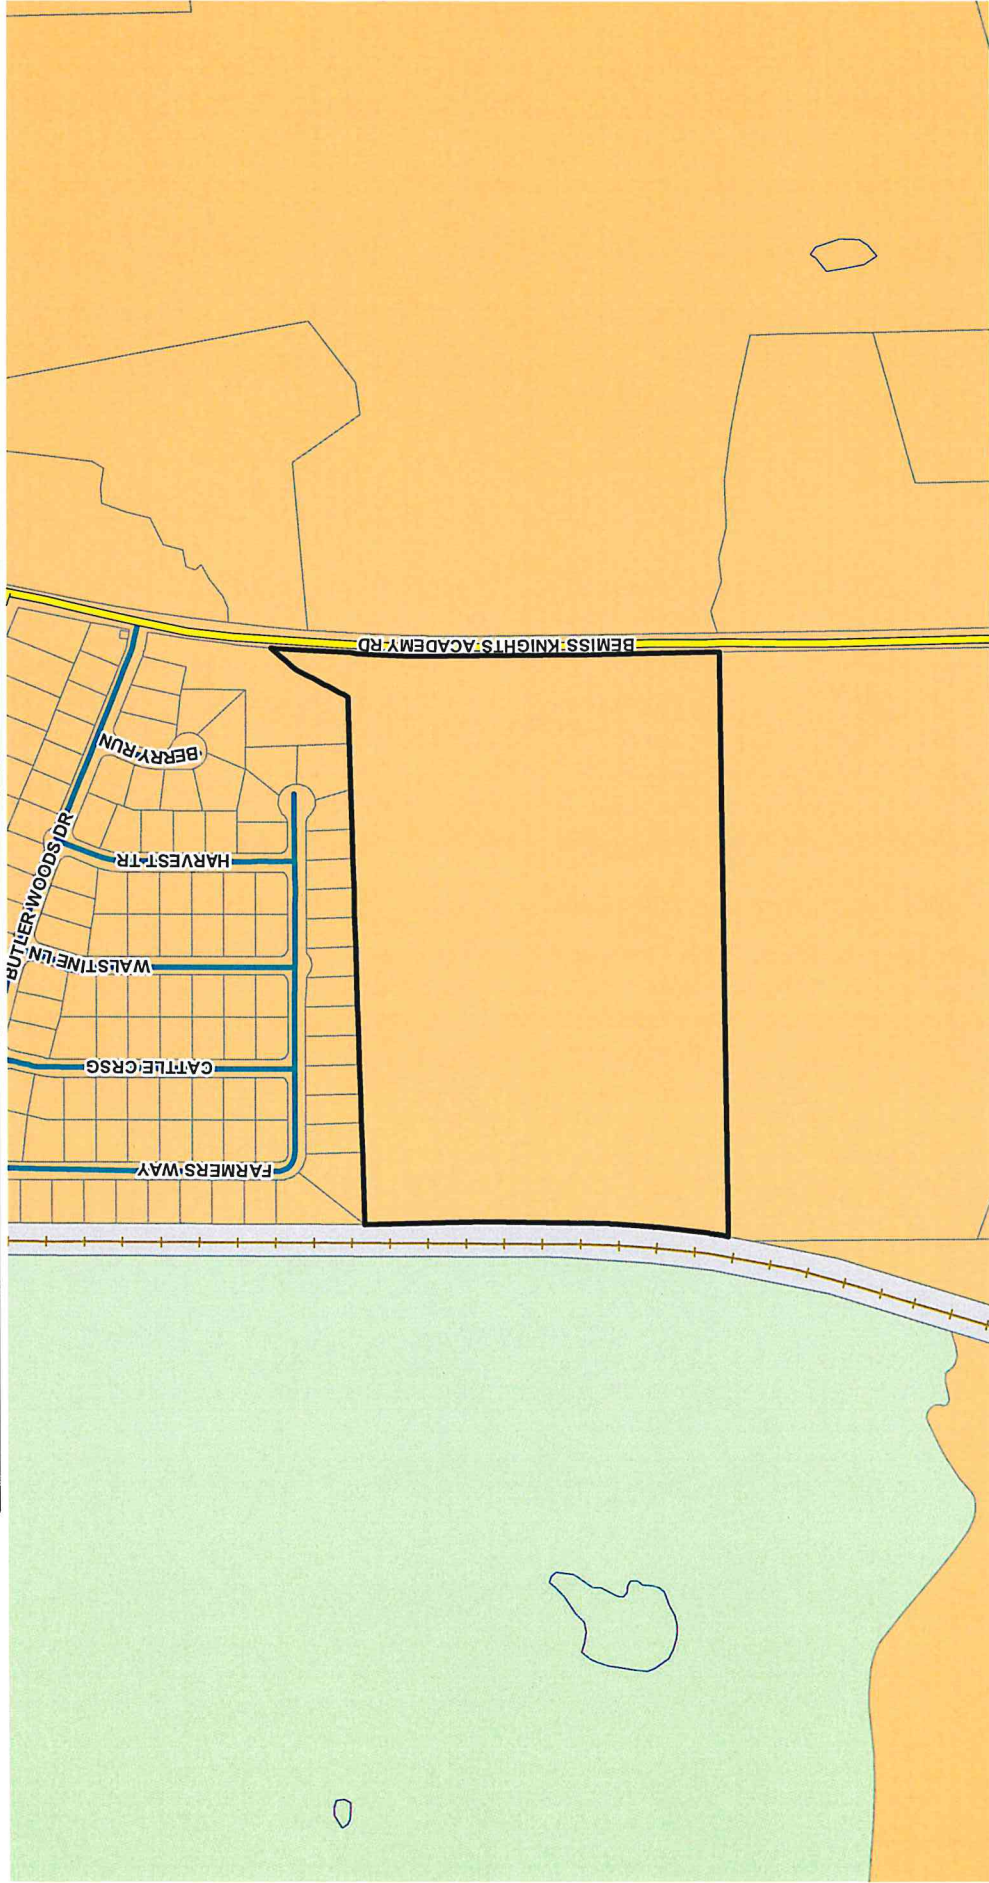 BEMISS KNIGHTS ACADEMY RD
BUTLER WOODS DR
BERRY RUN
HARVEST TR
WALSTINE LN
CATTLE CRSG
FARMERS WAY